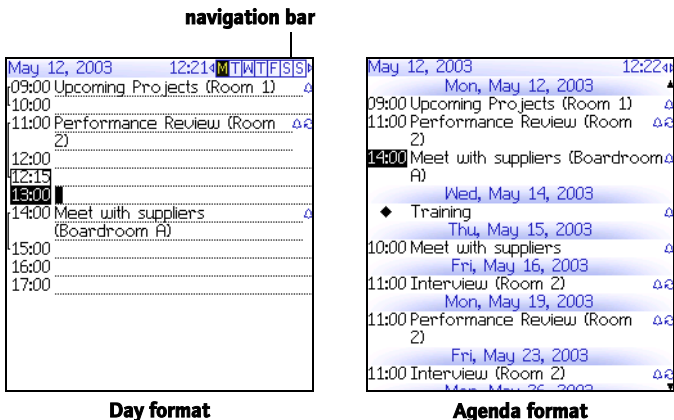 navigation bar
May 12, 2003 12:21 M T W T F S S
09:00 Upcoming Projects (Room 1)
10:00
11:00 Performance Review (Room
2)
12:00
12:15
13:00
14:00 Meet with suppliers
(Boardroom A)
15:00
16:00
17:00
Day format
May 12, 2003 12:22
Mon, May 12, 2003
09:00 Upcoming Projects (Room 1)
11:00 Performance Review (Room
2)
14:00 Meet with suppliers (Boardroom
A)
Wed, May 14, 2003
Training
Thu, May 15, 2003
10:00 Meet with suppliers
Fri, May 16, 2003
11:00 Interview (Room 2)
Mon, May 19, 2003
11:00 Performance Review (Room
2)
Fri, May 23, 2003
11:00 Interview (Room 2)
Mon, May 26, 2003
Agenda format